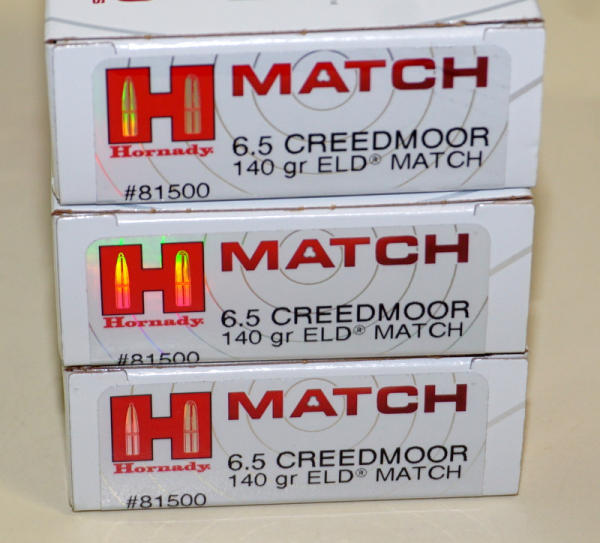 MATCH
Hornady.
6.5 CREEDMOOR
140 gr ELD® MATCH
#81500
MATCH
Hornady.
6.5 CREEDMOOR
140 gr ELD® MATCH
#81500
MATCH
Hornady.
6.5 CREEDMOOR
140 gr ELD® MATCH
#81500